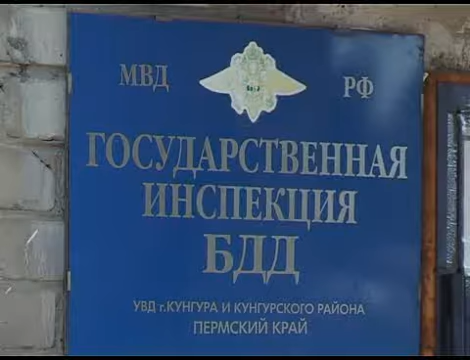 МВД РФ
ГОСУДАРСТВЕННАЯ
ИНСПЕКЦИЯ
БДД
УВД г.КУНГУРА И КУНГУРСКОГО РАЙОНА
ПЕРМСКИЙ КРАЙ